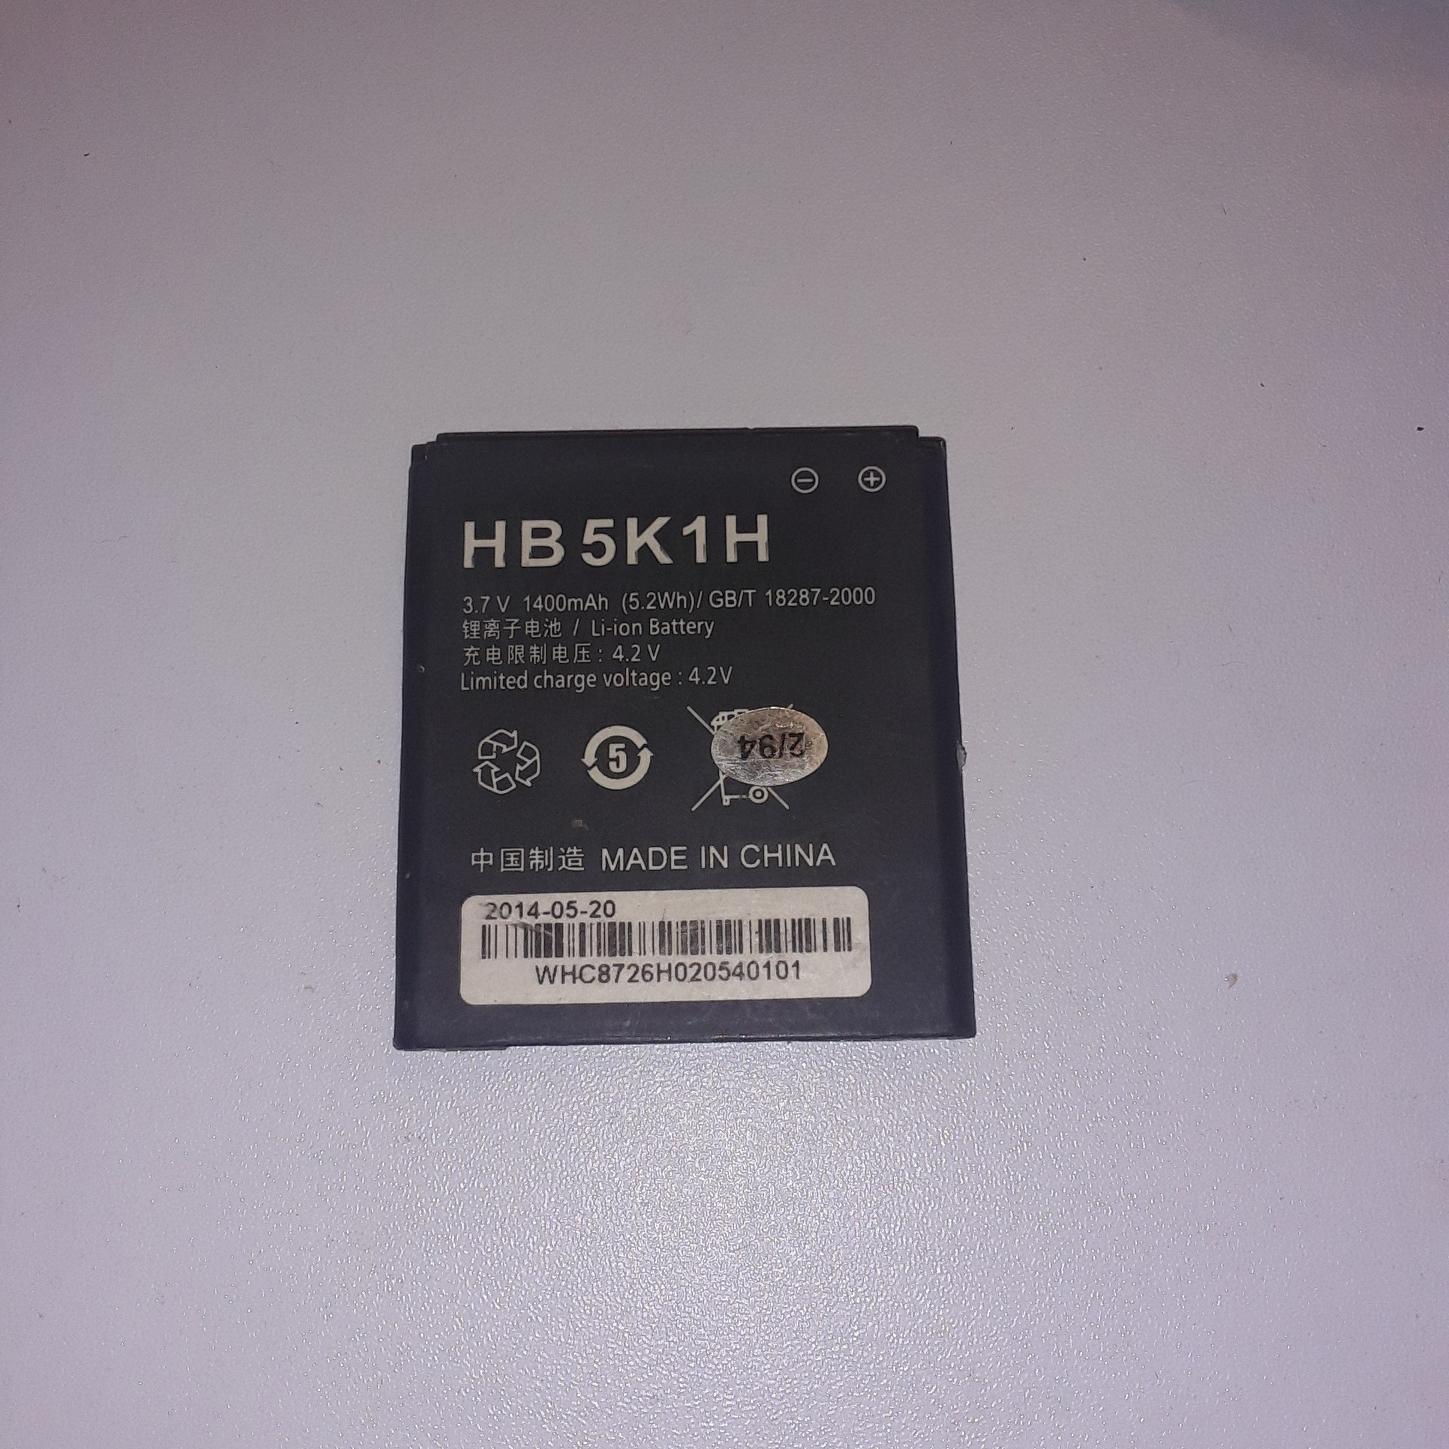 HB5K1H
3.7 V 1400mAh (5.2Wh)/ GB/T 18287-2000
锂离子电池 / Li-ion Battery
充电限制电压: 4.2 V
Limited charge voltage : 4.2V
5
2/94
中国制造 MADE IN CHINA
2014-05-20
WHC8726H020540101